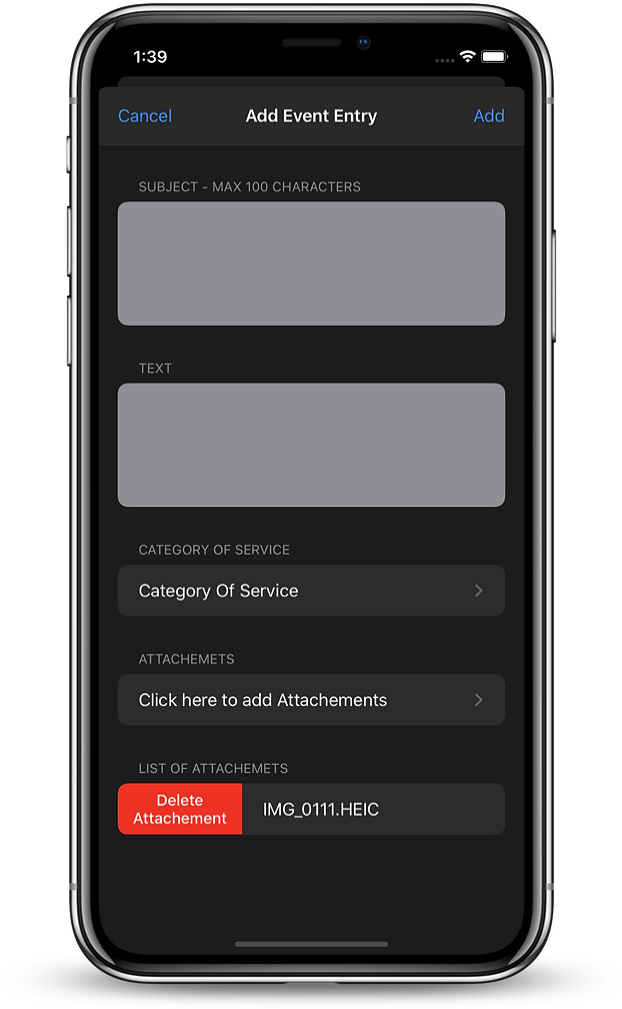 1:39
Cancel Add Event Entry Add
SUBJECT - MAX 100 CHARACTERS
TEXT
CATEGORY OF SERVICE
Category Of Service
ATTACHEMETS
Click here to add Attachements
LIST OF ATTACHEMETS
Delete
Attachement
IMG_0111.HEIC